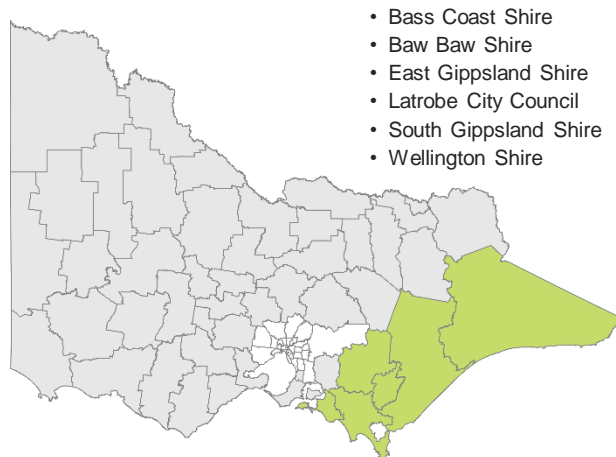 • Bass Coast Shire
• Baw Baw Shire
• East Gippsland Shire
• Latrobe City Council
• South Gippsland Shire
• Wellington Shire